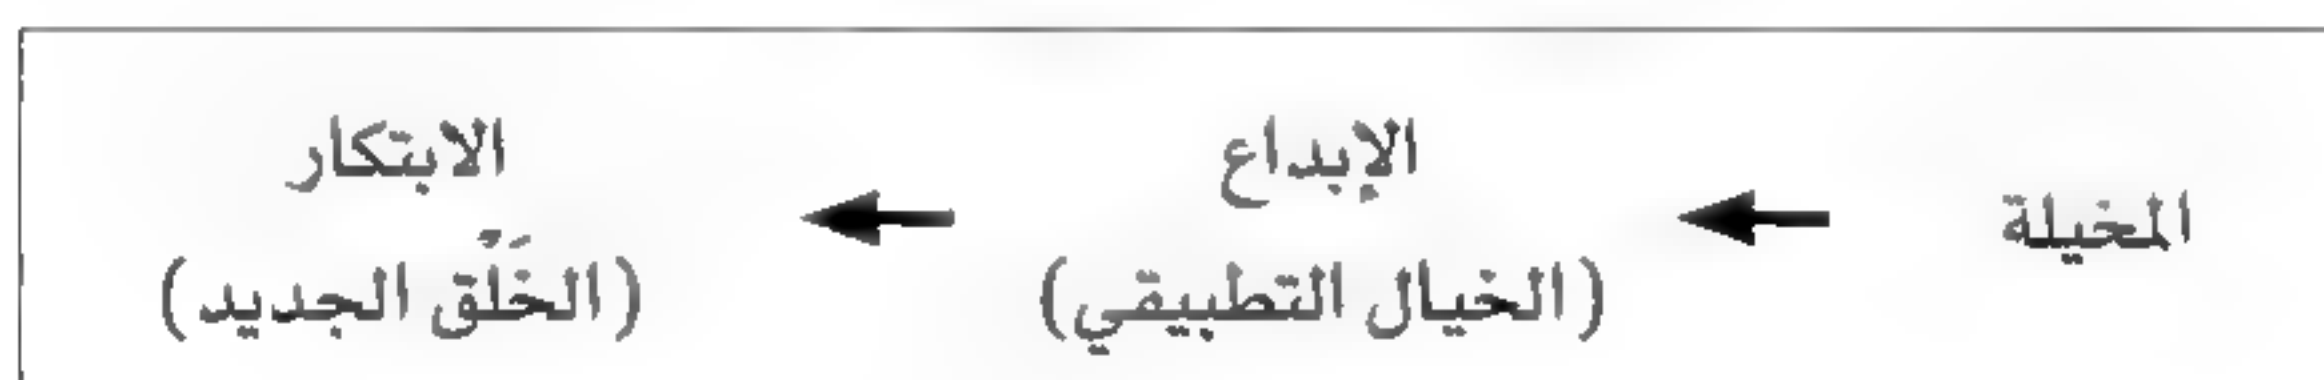 المخيلة
الإبداع
(الخيال التطبيقي)
الابتكار
(الخَلْق الجديد)